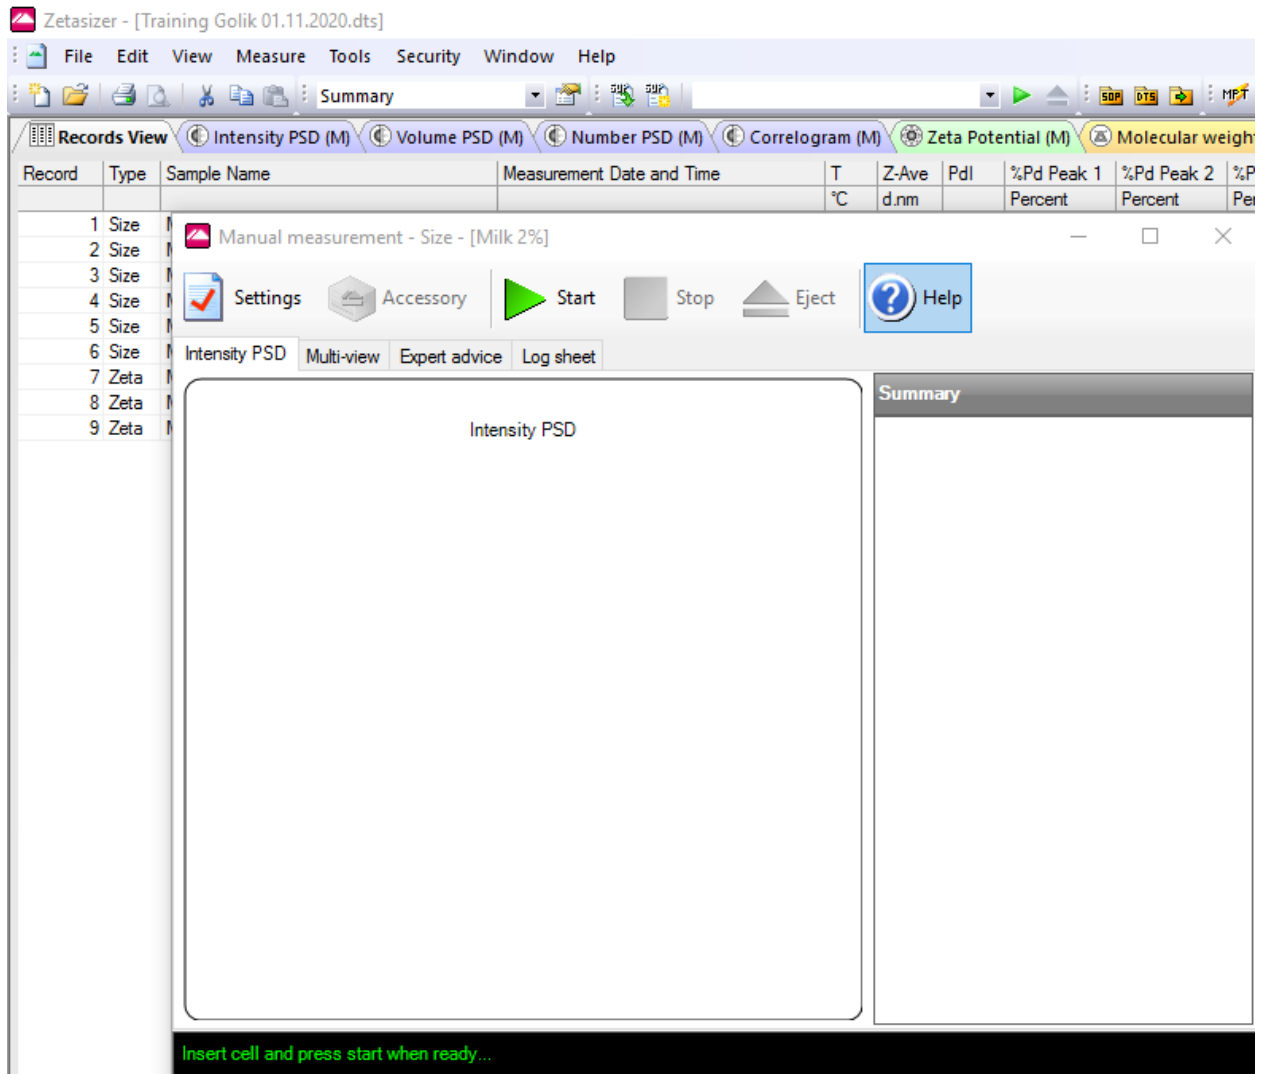 Zetasizer - [Training Golik 01.11.2020.dts]
File Edit View Measure Tools Security Window Help
Summary SOP DTS MPT
Records View Intensity PSD (M) Volume PSD (M) Number PSD (M) Correlogram (M) Zeta Potential (M) Molecular weigh
Record Type Sample Name Measurement Date and Time T Z-Ave PdI %Pd Peak 1 %Pd Peak 2 %P
°C d.nm Percent Percent Per
1 Size
2 Size
3 Size
4 Size
5 Size
6 Size
7 Zeta
8 Zeta
9 Zeta
Manual measurement - Size - [Milk 2%]
Settings Accessory Start Stop Eject Help
Intensity PSD Multi-view Expert advice Log sheet
Summary
Intensity PSD
Insert cell and press start when ready...